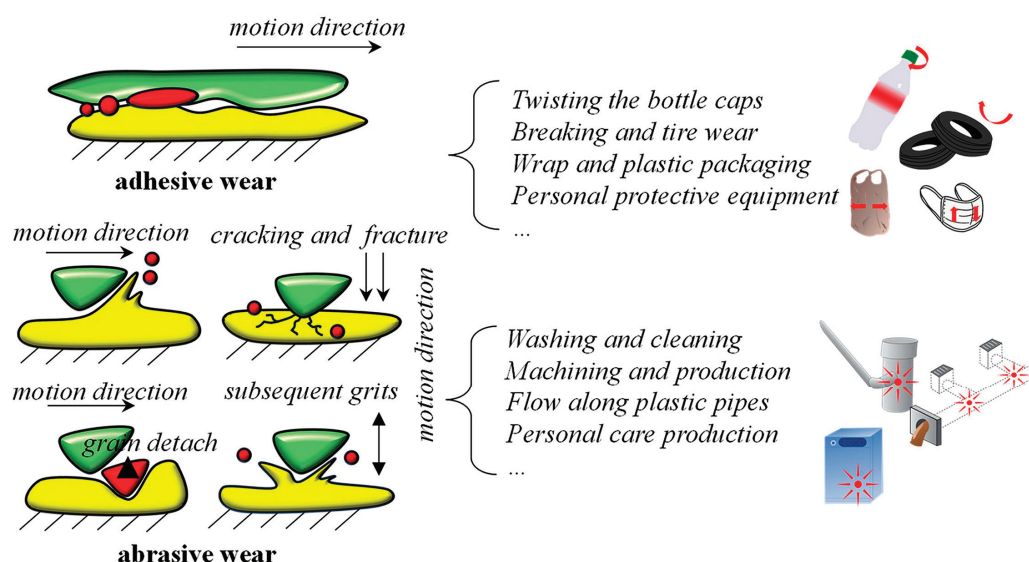 motion direction
adhesive wear
Twisting the bottle caps
Breaking and tire wear
Wrap and plastic packaging
Personal protective equipment
...
motion direction
cracking and fracture
motion direction
subsequent grits
grain detach
motion direction
abrasive wear
Washing and cleaning
Machining and production
Flow along plastic pipes
Personal care production
...